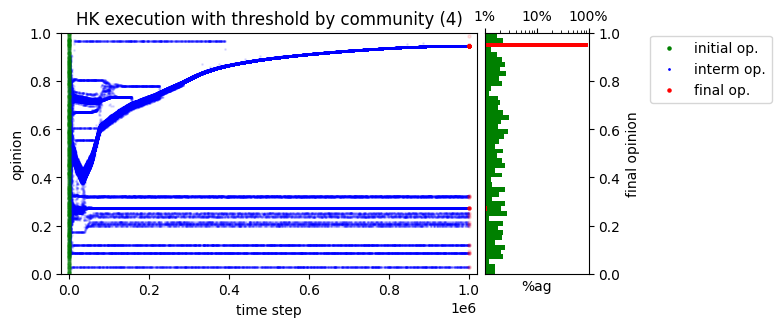 HK execution with threshold by community (4)
1% 10% 100%
1.0 1.0
0.8 0.8
0.6 0.6
0.4 0.4
0.2 0.2
0.0 0.0
opinion
final opinion
0.0 0.2 0.4 0.6 0.8 1.0
1e6
time step
%ag
initial op.
interm op.
final op.